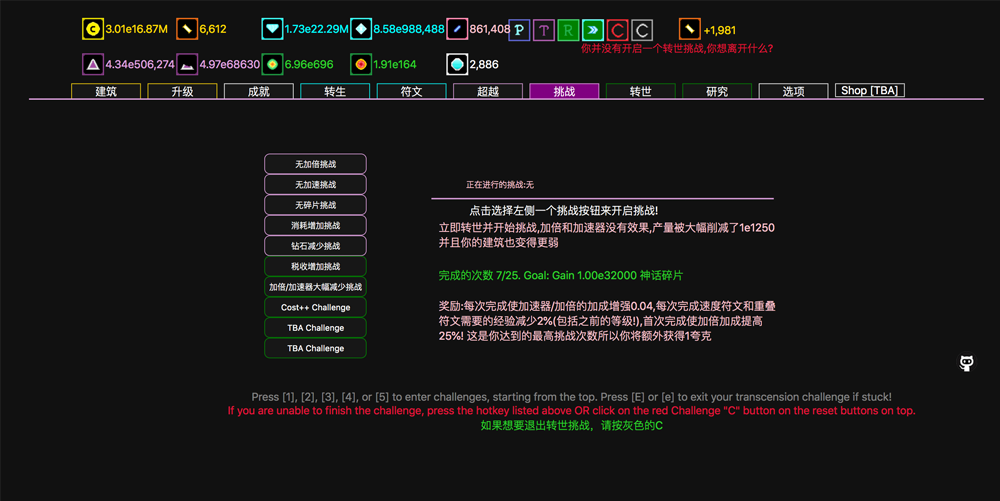 3.01e16.87M
6,612
1.73e22.29M
8.58e988,488
861,408
P
T
R
C
C
+1,981
你并没有开启一个转世挑战,你想离开什么?
4.34e506,274
4.97e68630
6.96e696
1.91e164
2,886
建筑
升级
成就
转生
符文
超越
挑战
转世
研究
选项
Shop [TBA]
无加倍挑战
无加速挑战
无碎片挑战
消耗增加挑战
钻石减少挑战
税收增加挑战
加倍/加速器大幅减少挑战
Cost++ Challenge
TBA Challenge
TBA Challenge
正在进行的挑战:无
点击选择左侧一个挑战按钮来开启挑战!
立即转世并开始挑战,加倍和加速器没有效果,产量被大幅削减了1e1250
并且你的建筑也变得更弱
完成的次数 7/25. Goal: Gain 1.00e32000 神话碎片
奖励:每次完成使加速器/加倍的加成增强0.04,每次完成速度符文和重叠
符文需要的经验减少2%(包括之前的等级!),首次完成使加倍加成提高
25%! 这是你达到的最高挑战次数所以你将额外获得1夸克
Press [1], [2], [3], [4], or [5] to enter challenges, starting from the top. Press [E] or [e] to exit your transcension challenge if stuck!
If you are unable to finish the challenge, press the hotkey listed above OR click on the red Challenge "C" button on the reset buttons on top.
如果想要退出转世挑战，请按灰色的C